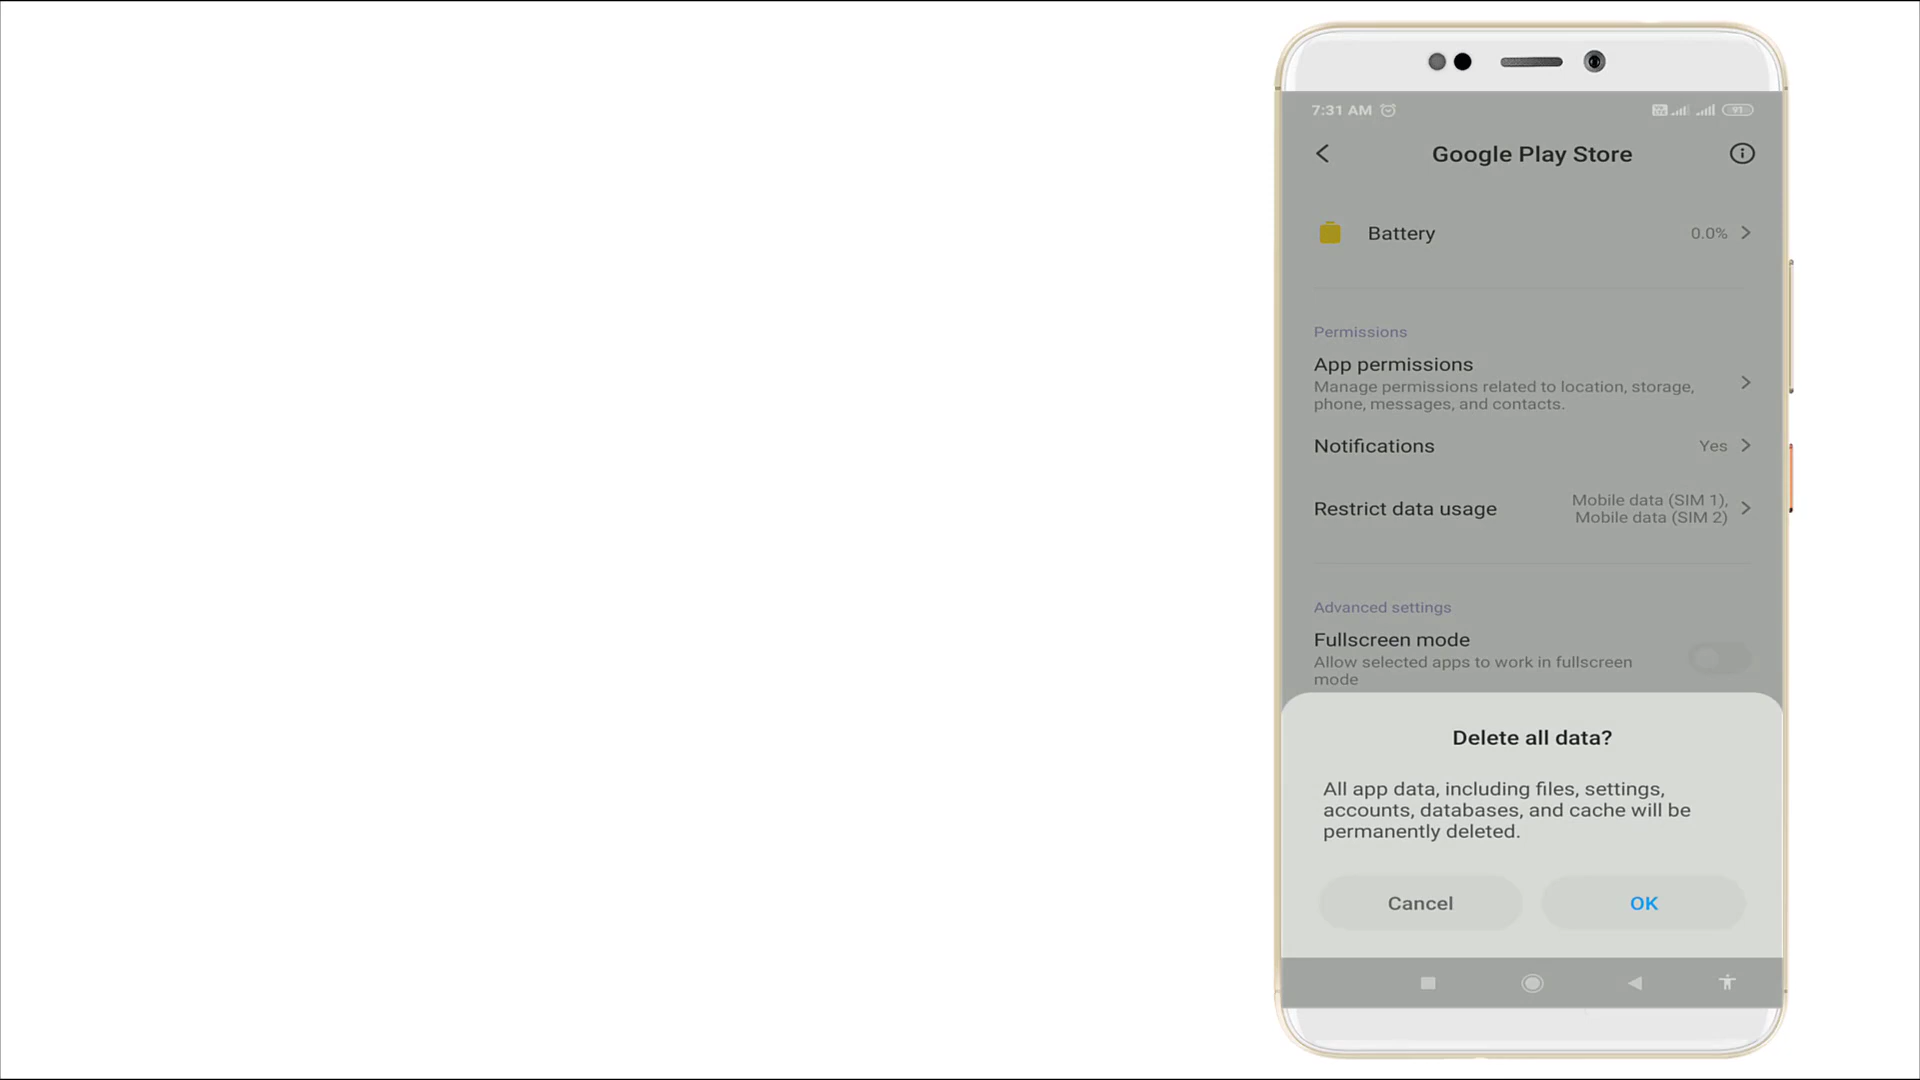 7:31 AM
91
Google Play Store
Battery
0.0%
Permissions
App permissions
Manage permissions related to location, storage,
phone, messages, and contacts.
Notifications
Yes
Restrict data usage
Mobile data (SIM 1),
Mobile data (SIM 2)
Advanced settings
Fullscreen mode
Allow selected apps to work in fullscreen
mode
Delete all data?
All app data, including files, settings,
accounts, databases, and cache will be
permanently deleted.
Cancel
OK